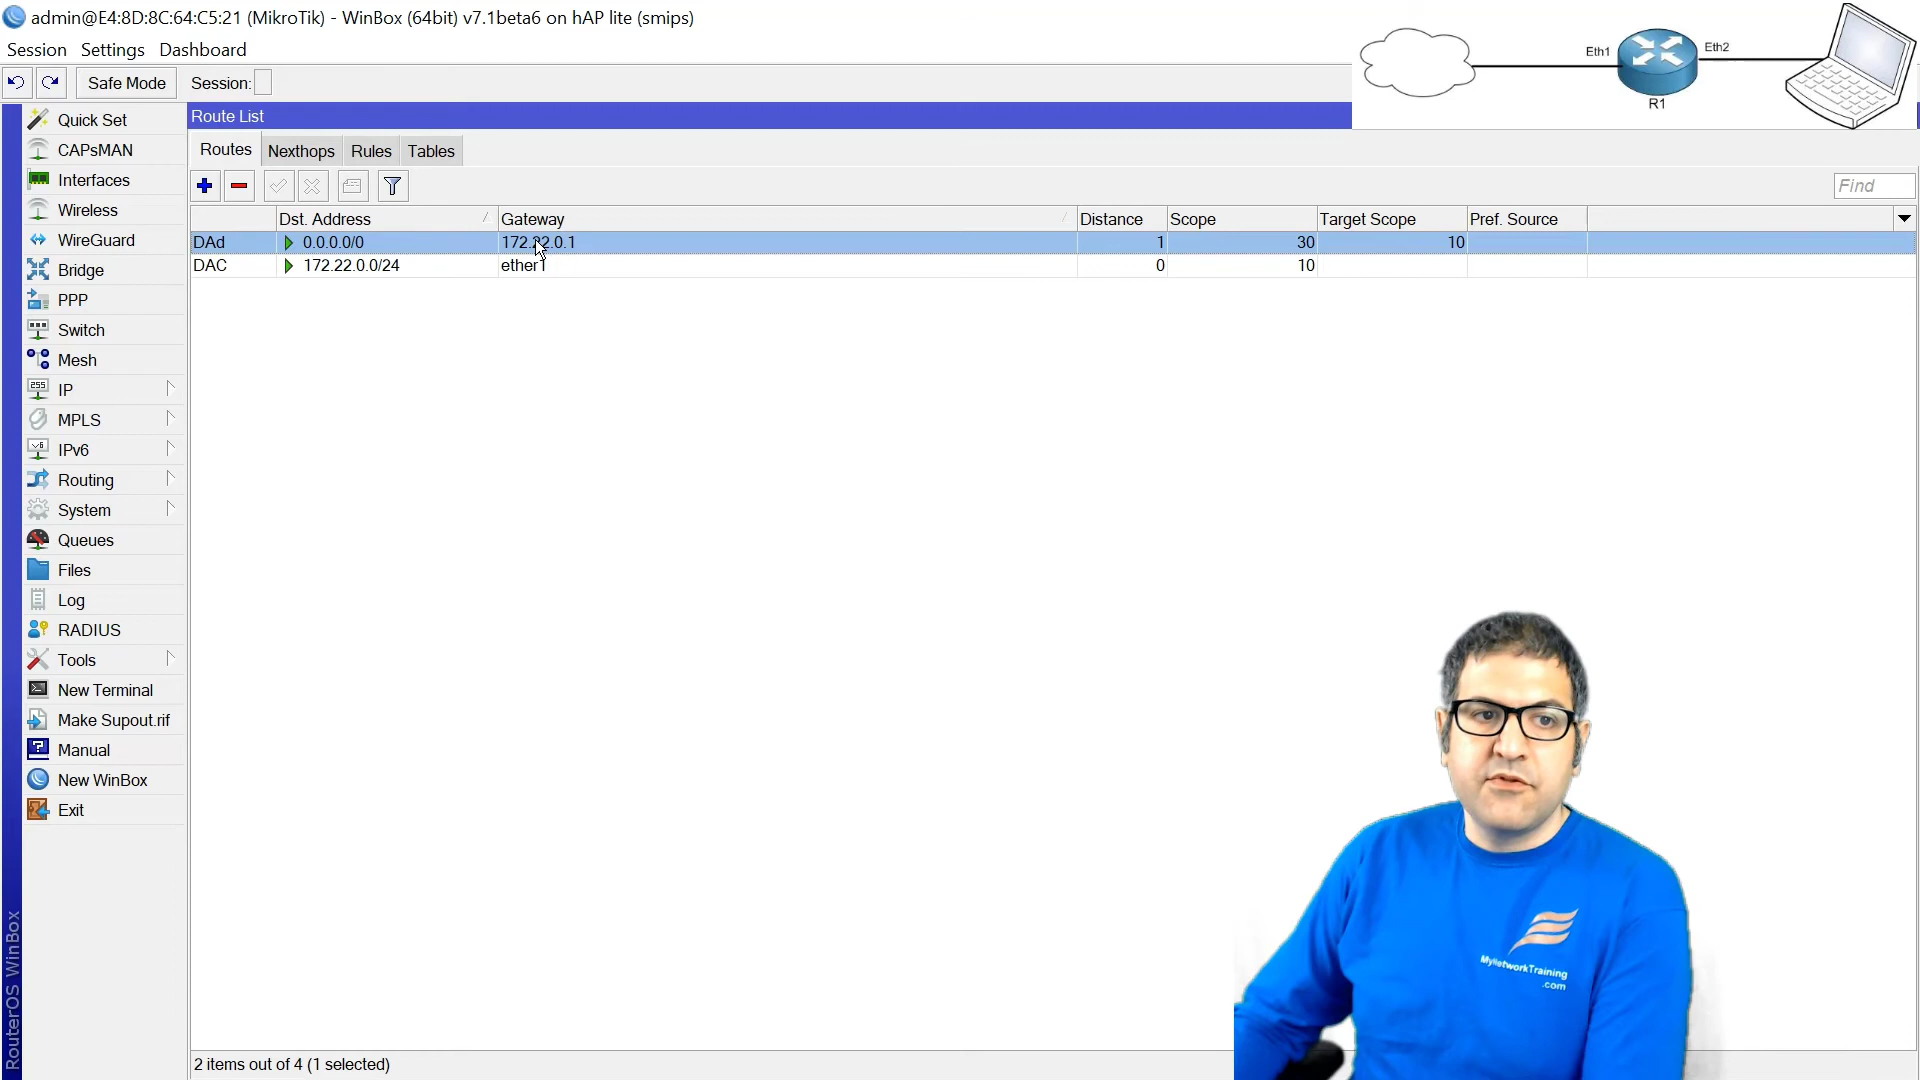 admin@E4:8D:8C:64:C5:21 (MikroTik) - WinBox (64bit) v7.1beta6 on hAP lite (smips)
Session Settings Dashboard
Safe Mode Session:
Eth1 Eth2
R1
Route List
Routes Nexthops Rules Tables
Find
Dst. Address Gateway Distance Scope Target Scope Pref. Source
DAd 0.0.0.0/0 172.22.0.1 1 30 10
DAC 172.22.0.0/24 ether1 0 10
Quick Set
CAPsMAN
Interfaces
Wireless
WireGuard
Bridge
PPP
Switch
Mesh
255
IP
MPLS
v6
IPv6
Routing
System
Queues
Files
Log
RADIUS
Tools
New Terminal
Make Supout.rif
Manual
New WinBox
Exit
RouterOS WinBox
MyNetworkTraining
.com
2 items out of 4 (1 selected)